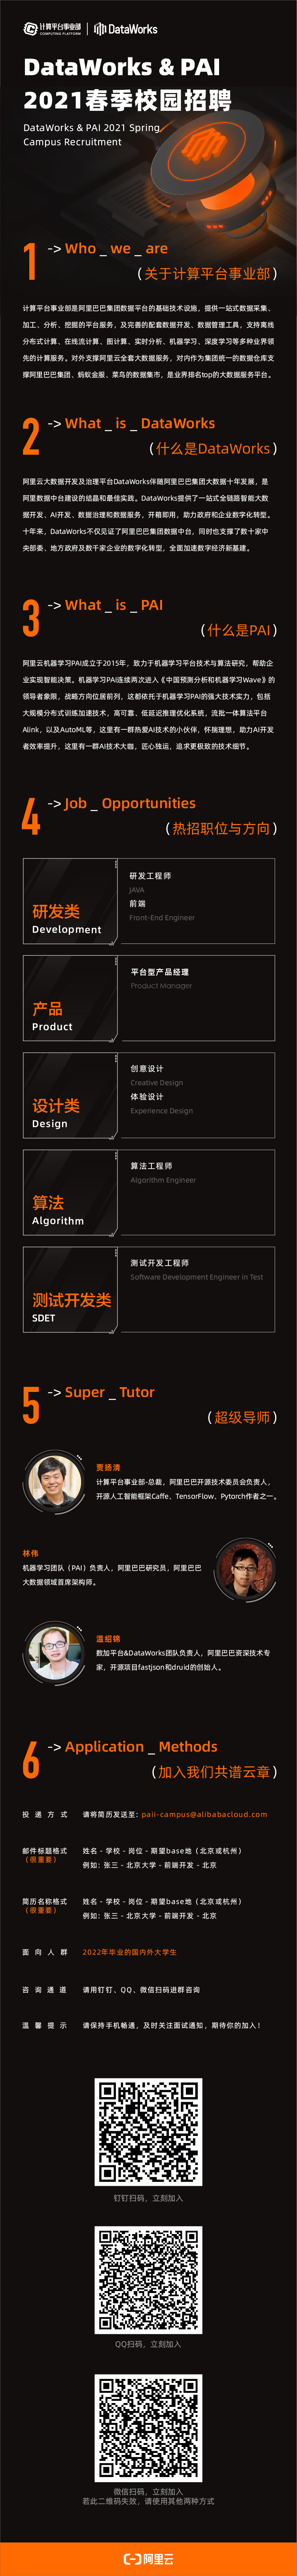 计算平台事业部
COMPUTING PLATFORM
DataWorks
DataWorks & PAI
2021春季校园招聘
DataWorks & PAI 2021 Spring
Campus Recruitment
1 -> Who _ we _ are
(关于计算平台事业部)
计算平台事业部是阿里巴巴集团数据平台的基础技术设施，提供一站式数据采集、
加工、分析、挖掘的平台服务，及完善的配套数据开发、数据管理工具，支持离线
分布式计算、在线流计算、图计算、实时分析、机器学习、深度学习等多种业界领
先的计算服务。对外支撑阿里云全套大数据服务，对内作为集团统一的数据仓库支
撑阿里巴巴集团、蚂蚁金服、菜鸟的数据集市，是业界排名top的大数据服务平台。
2 -> What _ is _ DataWorks
(什么是DataWorks)
阿里云大数据开发及治理平台DataWorks伴随阿里巴巴集团大数据十年发展，是
阿里数据中台建设的结晶和最佳实践。DataWorks提供了一站式全链路智能大数
据开发、AI开发、数据治理和数据服务，开箱即用，助力政府和企业数字化转型。
十年来，DataWorks不仅见证了阿里巴巴集团数据中台，同时也支撑了数十家中
央部委、地方政府及数千家企业的数字化转型，全面加速数字经济新基建。
3 -> What _ is _ PAI
(什么是PAI)
阿里云机器学习PAI成立于2015年，致力于机器学习平台技术与算法研究，帮助企
业实现智能决策。机器学习PAI连续两次进入《中国预测分析和机器学习Wave》的
领导者象限，战略方向位居前列，这都依托于机器学习PAI的强大技术实力，包括
大规模分布式训练加速技术，高可靠、低延迟推理优化系统，流批一体算法平台
Alink，以及AutoML等，这里有一群热爱AI技术的小伙伴，怀揣理想，助力AI开发
者效率提升，这里有一群AI技术大咖，匠心独运，追求更极致的技术细节。
4 -> Job _ Opportunities
(热招职位与方向)
研发类
Development
研发工程师
JAVA
前端
Front-End Engineer
产品
Product
平台型产品经理
Product Manager
设计类
Design
创意设计
Creative Design
体验设计
Experience Design
算法
Algorithm
算法工程师
Algorithm Engineer
测试开发类
SDET
测试开发工程师
Software Development Engineer in Test
5 -> Super _ Tutor
(超级导师)
贾扬清
计算平台事业部-总裁，阿里巴巴开源技术委员会负责人，
开源人工智能框架Caffe、TensorFlow、Pytorch作者之一。
林伟
机器学习团队（PAI）负责人，阿里巴巴研究员，阿里巴巴
大数据领域首席架构师。
温绍锦
数加平台&DataWorks团队负责人，阿里巴巴资深技术专
家，开源项目fastjson和druid的创始人。
6 -> Application _ Methods
(加入我们共谱云章)
投递方式 请将简历发送至: paii-campus@alibabacloud.com
邮件标题格式 姓名 - 学校 - 岗位 - 期望base地（北京或杭州）
（很重要） 例如: 张三 - 北京大学 - 前端开发 - 北京
简历名称格式 姓名 - 学校 - 岗位 - 期望base地（北京或杭州）
（很重要） 例如: 张三 - 北京大学 - 前端开发 - 北京
面向人群 2022年毕业的国内外大学生
咨询通道 请用钉钉、QQ、微信扫码进群咨询
温馨提示 请保持手机畅通，及时关注面试通知，期待你的加入！
钉钉扫码，立刻加入
QQ扫码，立刻加入
微信扫码，立刻加入
若此二维码失效，请使用其他两种方式
阿里云